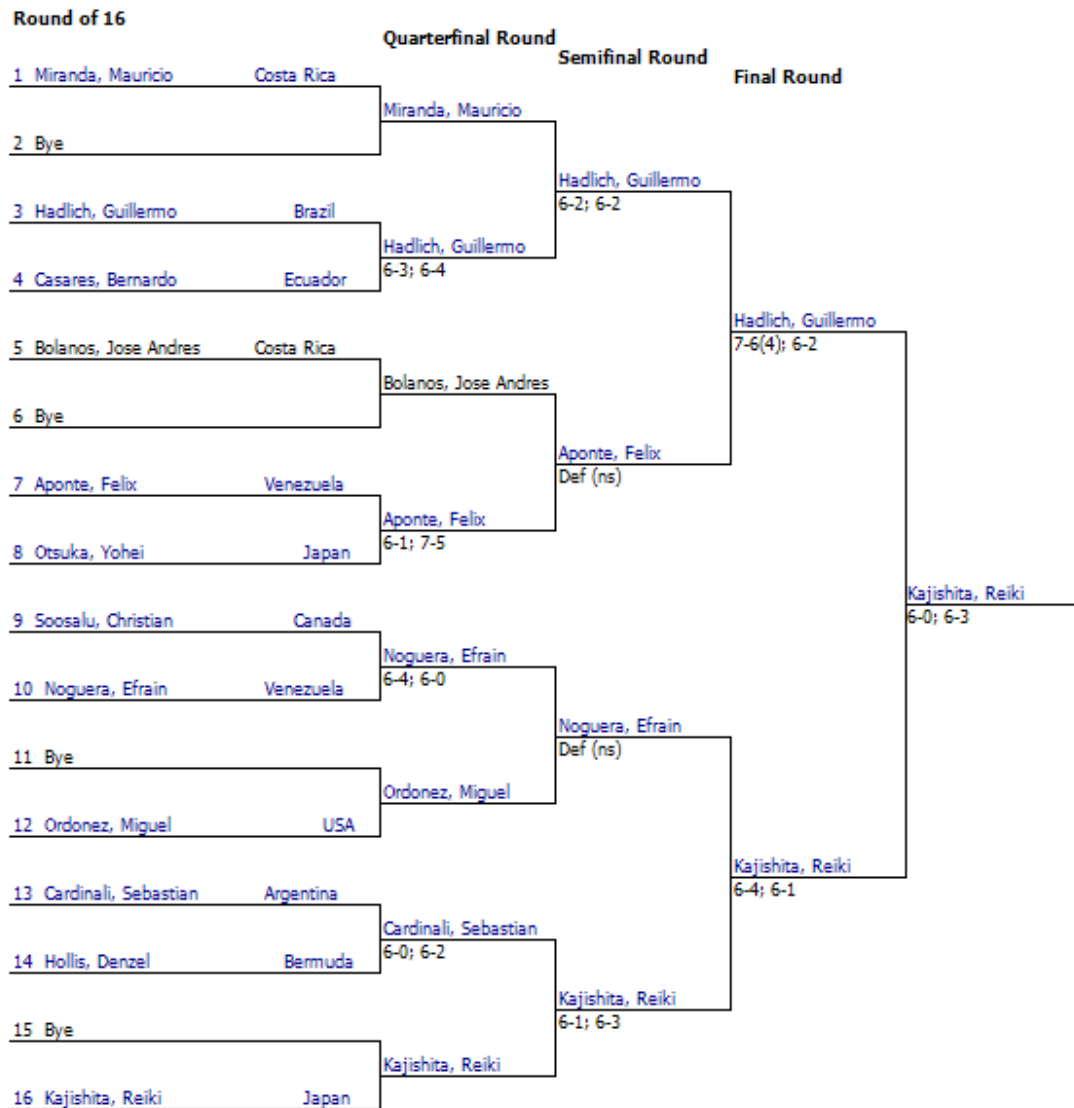 Round of 16
Quarterfinal Round
Semifinal Round
Final Round
1 Miranda, Mauricio Costa Rica
Miranda, Mauricio
2 Bye
Hadlich, Guillermo
6-2; 6-2
3 Hadlich, Guillermo Brazil
Hadlich, Guillermo
6-3; 6-4
4 Casares, Bernardo Ecuador
Hadlich, Guillermo
7-6(4); 6-2
5 Bolanos, Jose Andres Costa Rica
Bolanos, Jose Andres
6 Bye
Aponte, Felix
Def (ns)
7 Aponte, Felix Venezuela
Aponte, Felix
6-1; 7-5
8 Otsuka, Yohei Japan
Kajishita, Reiki
6-0; 6-3
9 Soosalu, Christian Canada
Noguera, Efrain
6-4; 6-0
10 Noguera, Efrain Venezuela
Noguera, Efrain
Def (ns)
11 Bye
Ordonez, Miguel
12 Ordonez, Miguel USA
Kajishita, Reiki
6-4; 6-1
13 Cardinali, Sebastian Argentina
Cardinali, Sebastian
6-0; 6-2
14 Hollis, Denzel Bermuda
Kajishita, Reiki
6-1; 6-3
15 Bye
Kajishita, Reiki
16 Kajishita, Reiki Japan